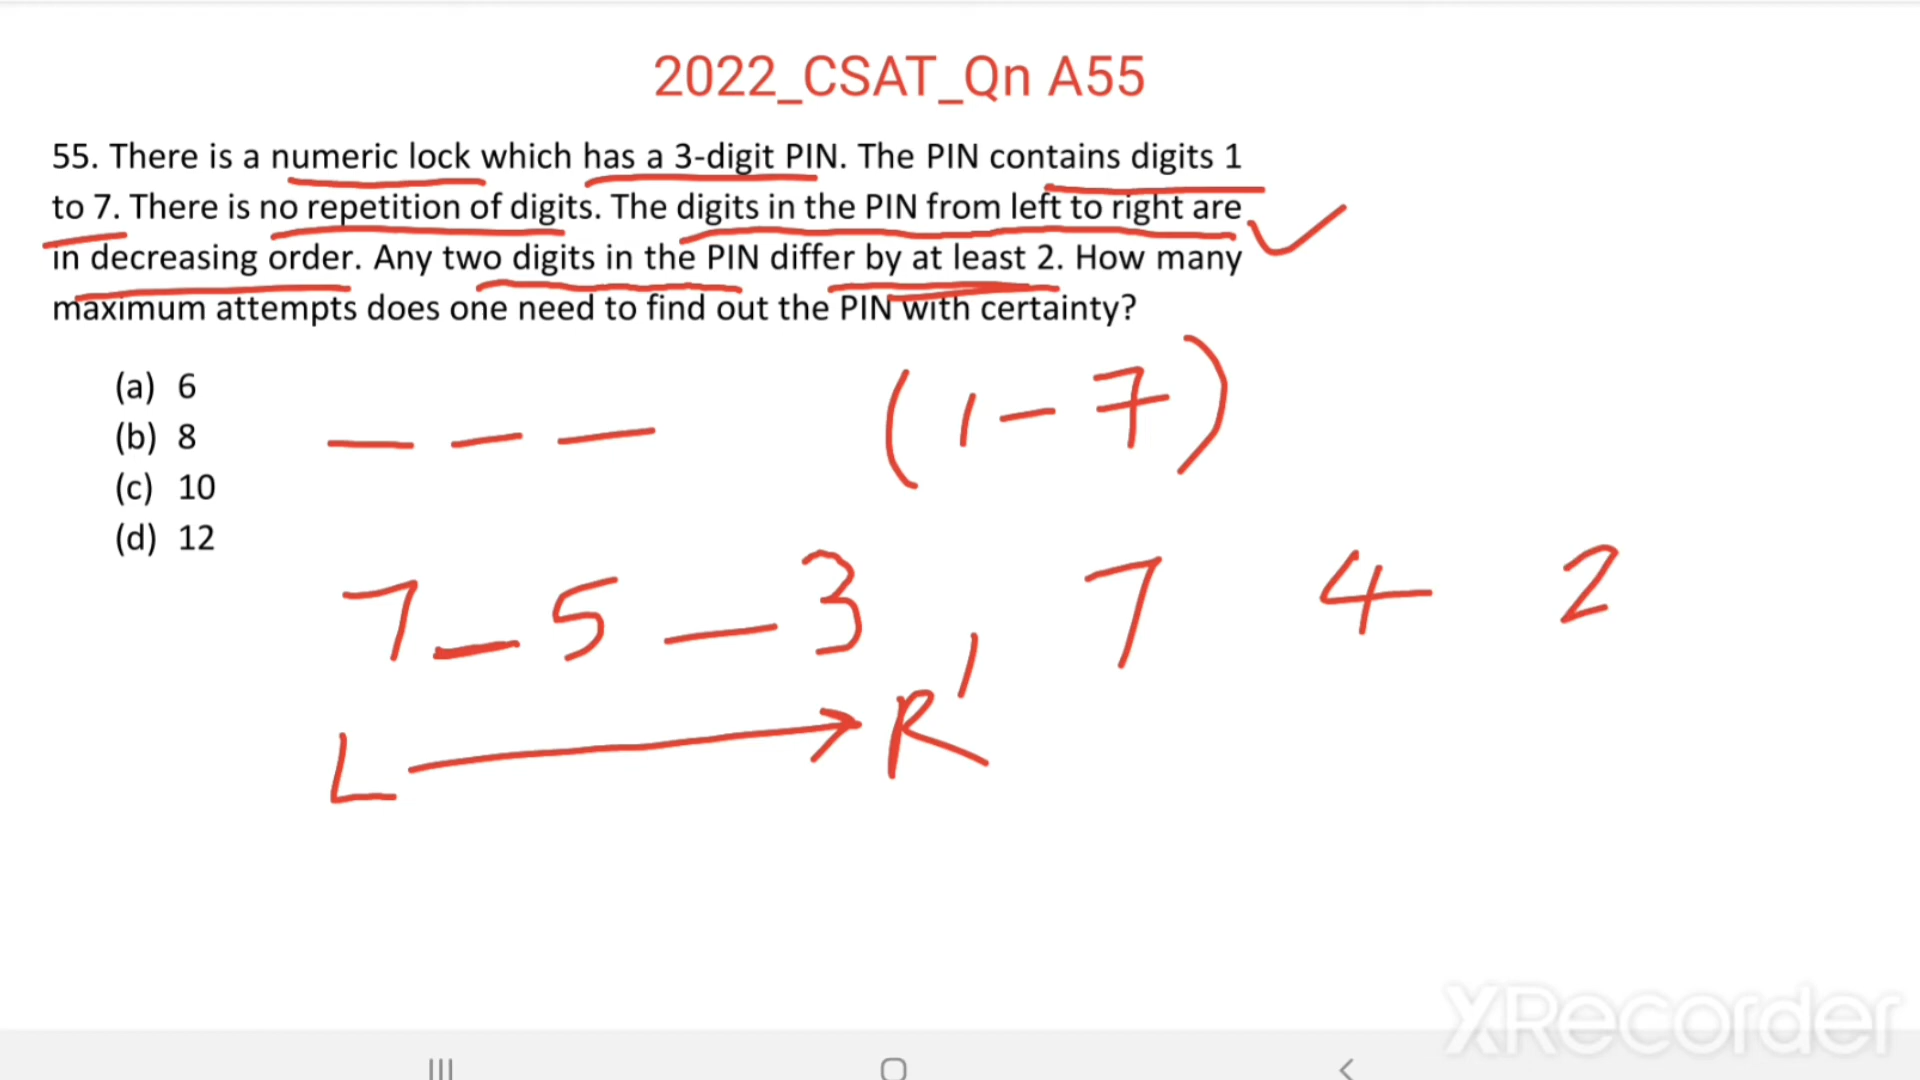 2022_CSAT_Qn A55
55. There is a numeric lock which has a 3-digit PIN. The PIN contains digits 1
to 7. There is no repetition of digits. The digits in the PIN from left to right are
in decreasing order. Any two digits in the PIN differ by at least 2. How many
maximum attempts does one need to find out the PIN with certainty?
(a) 6
(b) 8
(c) 10
(d) 12
(1-7)
7-5-3, 7 4 2
L → R
XRecorder